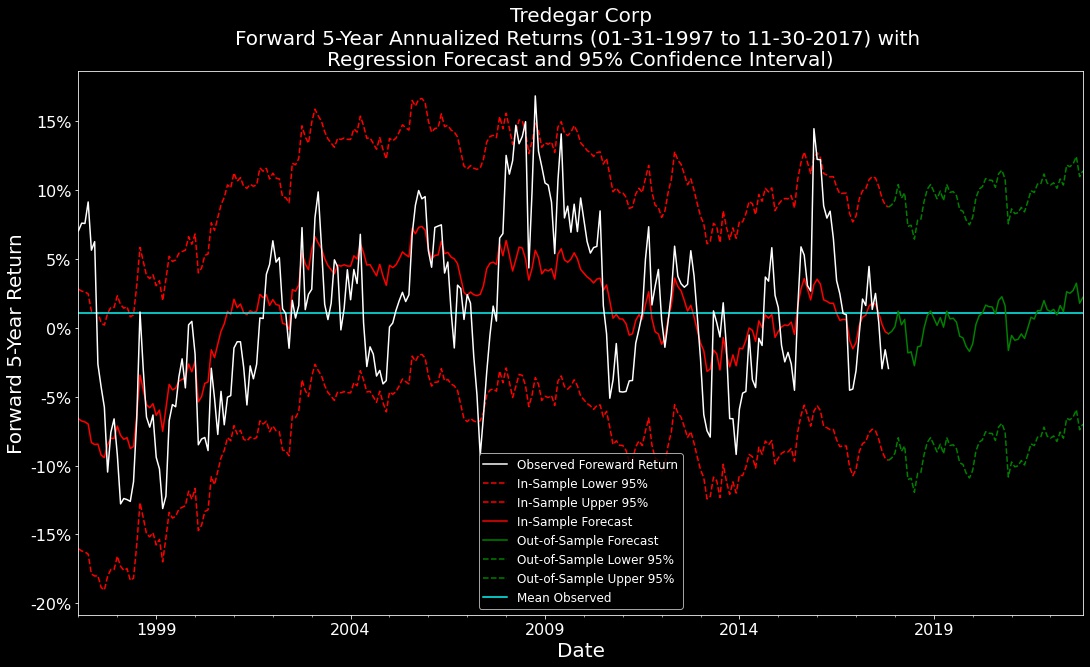 Tredegar Corp
Forward 5-Year Annualized Returns (01-31-1997 to 11-30-2017) with
Regression Forecast and 95% Confidence Interval)
Forward 5-Year Return
15%
10%
5%
0%
-5%
-10%
-15%
-20%
Observed Foreward Return
In-Sample Lower 95%
In-Sample Upper 95%
In-Sample Forecast
Out-of-Sample Forecast
Out-of-Sample Lower 95%
Out-of-Sample Upper 95%
Mean Observed
1999 2004 2009 2014 2019
Date